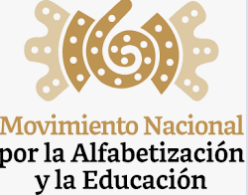 Movimiento Nacional
por la Alfabetización
y la Educación